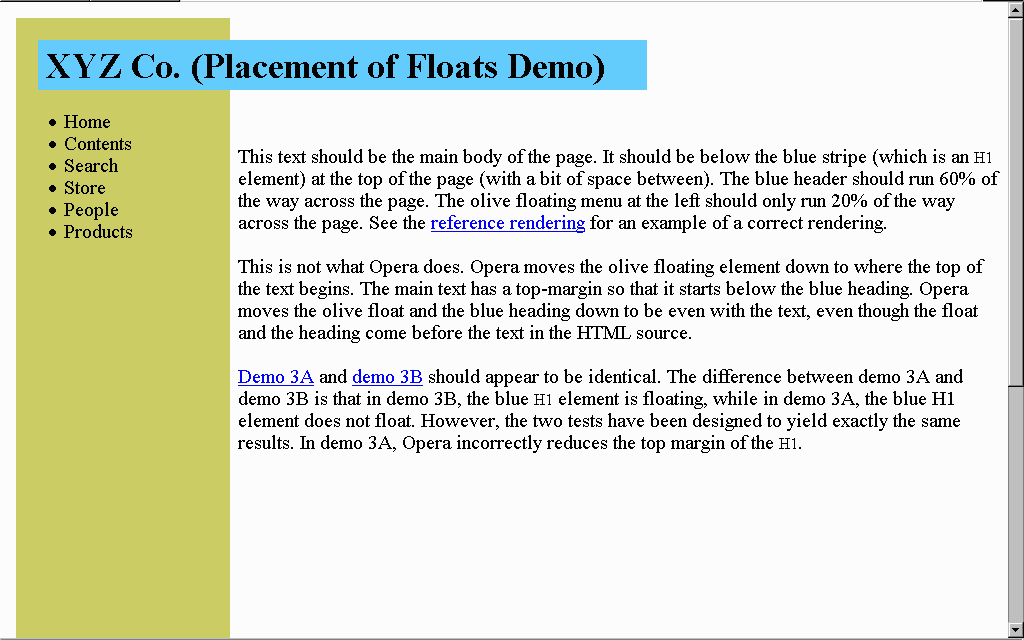 XYZ Co. (Placement of Floats Demo)
• Home
• Contents
• Search
• Store
• People
• Products
This text should be the main body of the page. It should be below the blue stripe (which is an H1
element) at the top of the page (with a bit of space between). The blue header should run 60% of
the way across the page. The olive floating menu at the left should only run 20% of the way
across the page. See the reference rendering for an example of a correct rendering.
This is not what Opera does. Opera moves the olive floating element down to where the top of
the text begins. The main text has a top-margin so that it starts below the blue heading. Opera
moves the olive float and the blue heading down to be even with the text, even though the float
and the heading come before the text in the HTML source.
Demo 3A and demo 3B should appear to be identical. The difference between demo 3A and
demo 3B is that in demo 3B, the blue H1 element is floating, while in demo 3A, the blue H1
element does not float. However, the two tests have been designed to yield exactly the same
results. In demo 3A, Opera incorrectly reduces the top margin of the H1.